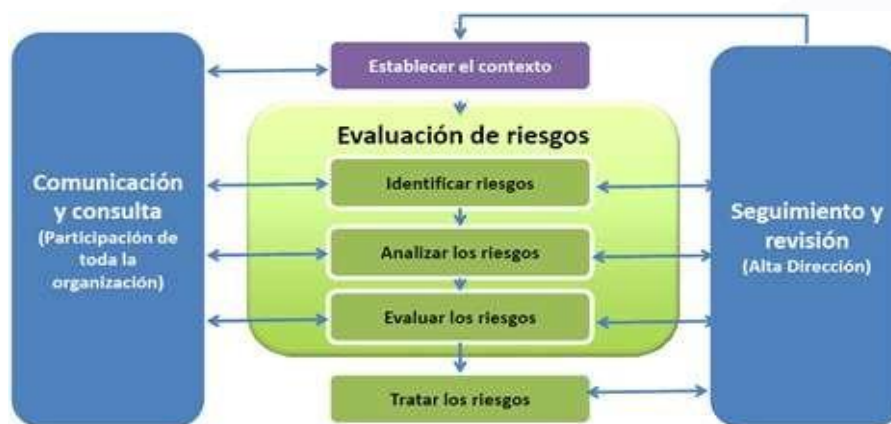 Establecer el contexto
Evaluación de riesgos
Identificar riesgos
Analizar los riesgos
Evaluar los riesgos
Tratar los riesgos
Comunicación
y consulta
(Participación de
toda la
organización)
Seguimiento y
revisión
(Alta Dirección)